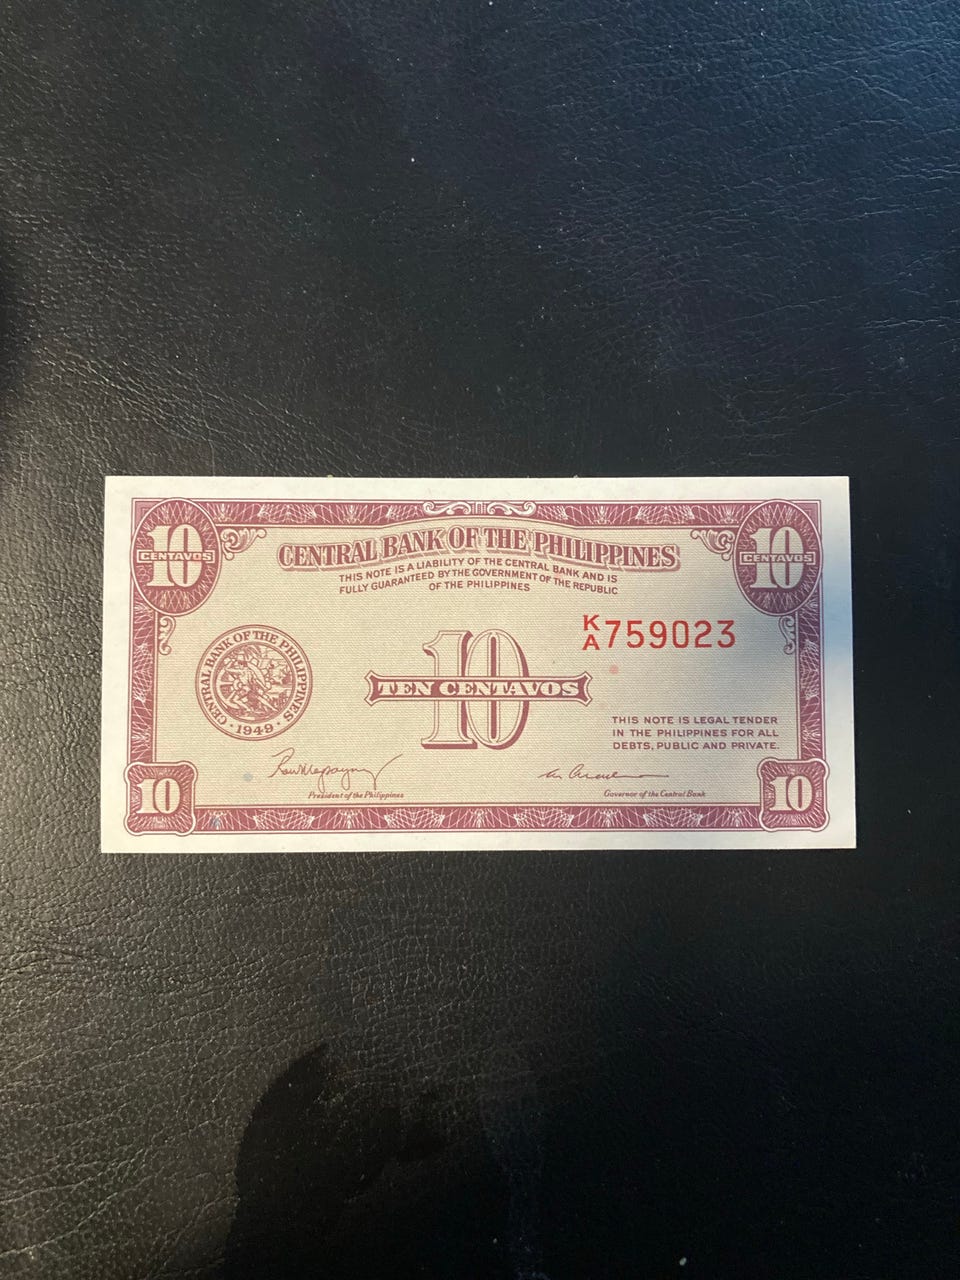 10
CENTAVOS
10
CENTAVOS
CENTRAL BANK OF THE PHILIPPINES
THIS NOTE IS A LIABILITY OF THE CENTRAL BANK AND IS
FULLY GUARANTEED BY THE GOVERNMENT OF THE REPUBLIC
OF THE PHILIPPINES
K
A 759023
CENTRAL BANK OF THE PHILIPPINES
· 1949 ·
10
TEN CENTAVOS
THIS NOTE IS LEGAL TENDER
IN THE PHILIPPINES FOR ALL
DEBTS, PUBLIC AND PRIVATE.
President of the Philippines
Governor of the Central Bank
10
10